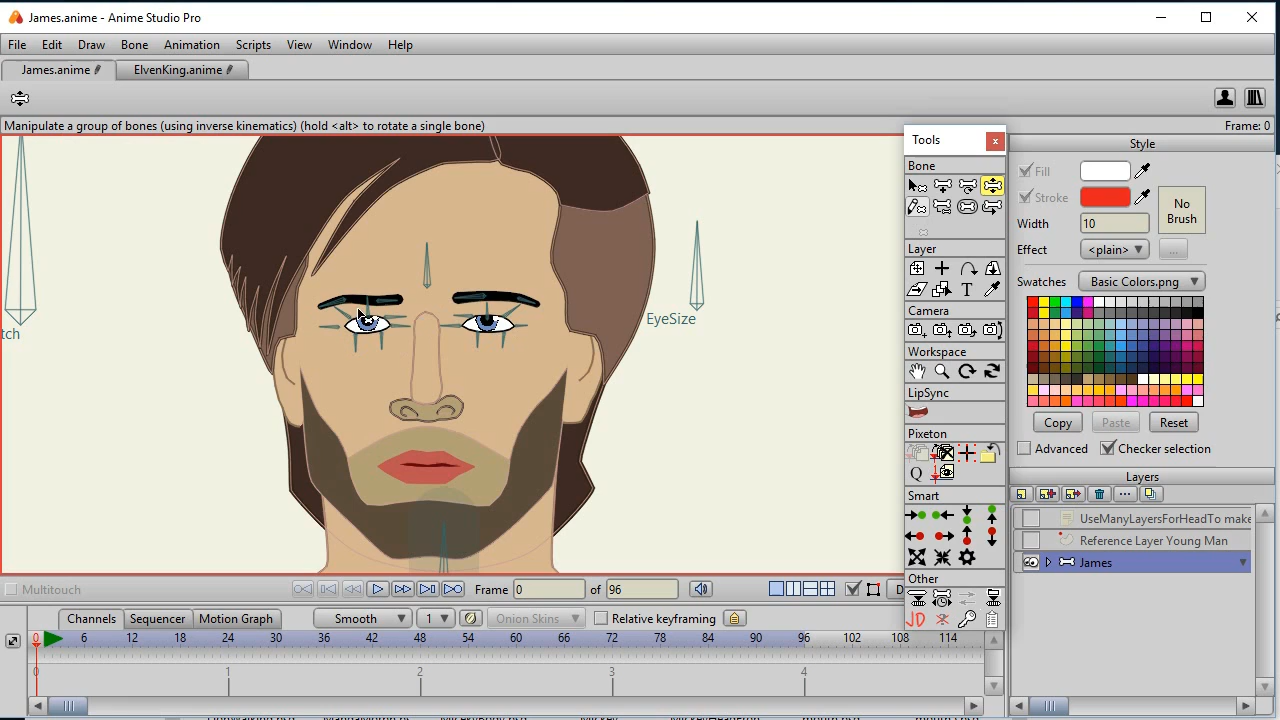 James.anime - Anime Studio Pro
File Edit Draw Bone Animation Scripts View Window Help
James.anime ElvenKing.anime
Manipulate a group of bones (using inverse kinematics) (hold <alt> to rotate a single bone)
Frame: 0
Tools
Bone
Layer
T
Camera
Workspace
LipSync
Pixeton
Q
Smart
Other
JD
Style
Fill
Stroke
No
Brush
Width 10
Effect <plain> ...
Swatches Basic Colors.png
Copy Paste Reset
Advanced Checker selection
Layers
UseManyLayersForHeadTo make
Reference Layer Young Man
James
tch
EyeSize
Multitouch
Frame 0 of 96
D
Channels Sequencer Motion Graph Smooth 1 Onion Skins Relative keyframing
0 6 12 18 24 30 36 42 48 54 60 66 72 78 84 90 96 102 108 114
0 1 2 3 4